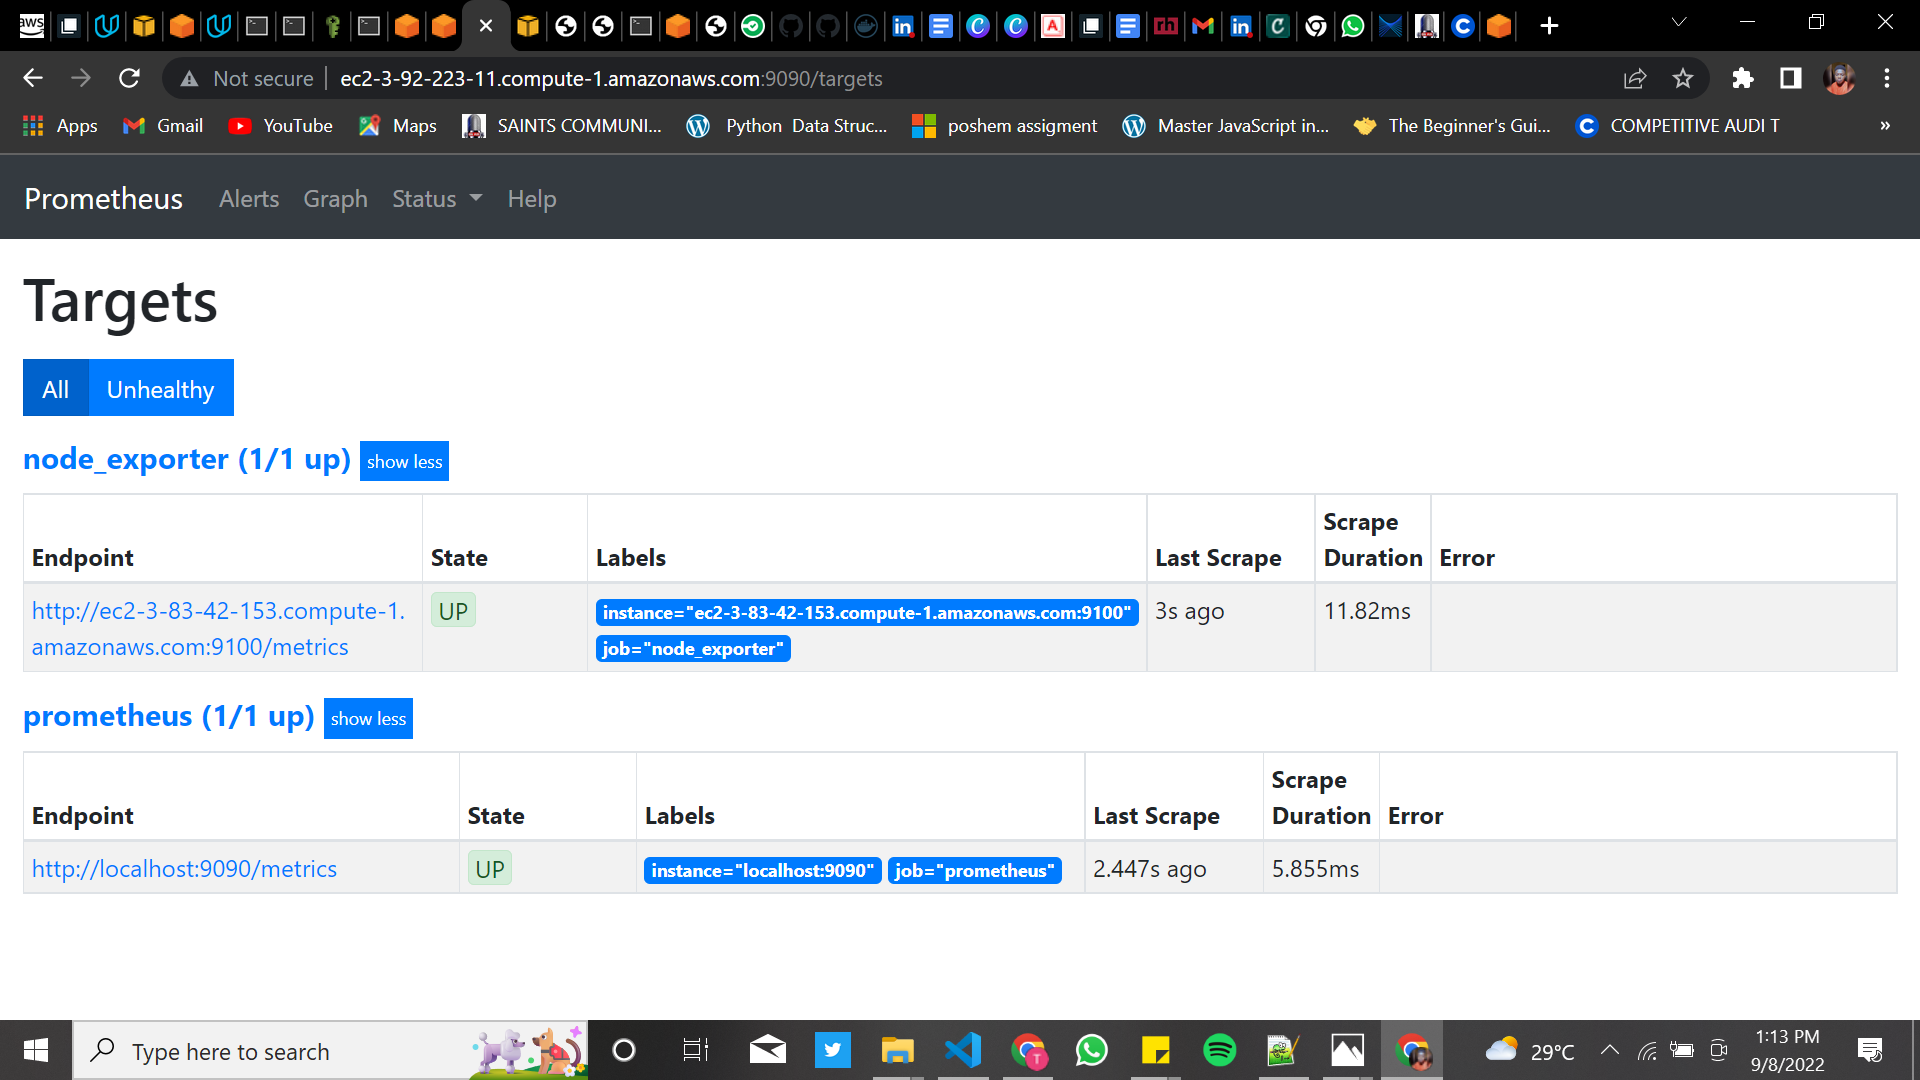 aws
Not secure
ec2-3-92-223-11.compute-1.amazonaws.com:9090/targets
Apps
Gmail
YouTube
Maps
SAINTS COMMUNI...
Python Data Struc...
poshem assigment
Master JavaScript in...
The Beginner's Gui...
COMPETITIVE AUDI T
»
Prometheus
Alerts
Graph
Status
Help
Targets
All
Unhealthy
node_exporter (1/1 up)
show less
Endpoint
State
Labels
Last Scrape
Scrape
Duration
Error
http://ec2-3-83-42-153.compute-1.
amazonaws.com:9100/metrics
UP
instance="ec2-3-83-42-153.compute-1.amazonaws.com:9100"
job="node_exporter"
3s ago
11.82ms
prometheus (1/1 up)
show less
Endpoint
State
Labels
Last Scrape
Scrape
Duration
Error
http://localhost:9090/metrics
UP
instance="localhost:9090"
job="prometheus"
2.447s ago
5.855ms
Type here to search
T
29°C
1:13 PM
9/8/2022